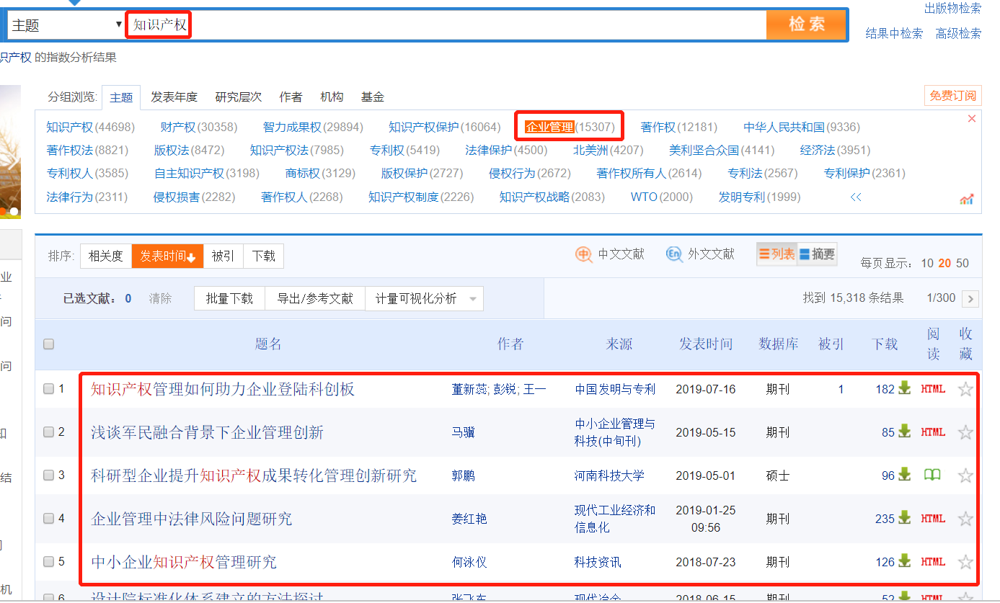 出版物检索
主题 知识产权 检索
结果中检索 高级检索
识产权 的指数分析结果
分组浏览: 主题 发表年度 研究层次 作者 机构 基金 免费订阅
知识产权(44698) 财产权(30358) 智力成果权(29894) 知识产权保护(16064) 企业管理(15307) 著作权(12181) 中华人民共和国(9336)
著作权法(8821) 版权法(8472) 知识产权法(7985) 专利权(5419) 法律保护(4500) 北美洲(4207) 美利坚合众国(4141) 经济法(3951)
专利权人(3585) 自主知识产权(3198) 商标权(3129) 版权保护(2727) 侵权行为(2672) 著作权所有人(2614) 专利法(2567) 专利保护(2361)
法律行为(2311) 侵权损害(2282) 著作权人(2268) 知识产权制度(2226) 知识产权战略(2083) WTO(2000) 发明专利(1999) <<
排序: 相关度 发表时间 被引 下载 中 中文文献 En 外文文献 列表 摘要 每页显示: 10 20 50
已选文献: 0 清除 批量下载 导出/参考文献 计量可视化分析 找到 15,318 条结果 1/300 >
题名 作者 来源 发表时间 数据库 被引 下载 阅读 收藏
1 知识产权管理如何助力企业登陆科创板 董新蕊; 彭锐; 王一 中国发明与专利 2019-07-16 期刊 1 182 HTML
2 浅谈军民融合背景下企业管理创新 马骥 中小企业管理与科技(中旬刊) 2019-05-15 期刊 85 HTML
3 科研型企业提升知识产权成果转化管理创新研究 郭鹏 河南科技大学 2019-05-01 硕士 96
4 企业管理中法律风险问题研究 姜红艳 现代工业经济和信息化 2019-01-25 09:56 期刊 235 HTML
5 中小企业知识产权管理研究 何泳仪 科技资讯 2018-07-23 期刊 126 HTML
6 设计院标准化体系建立的方法探讨 张飞东 现代冶金 2018-06-15 期刊 52 HTML
业
问
问
知
结
机